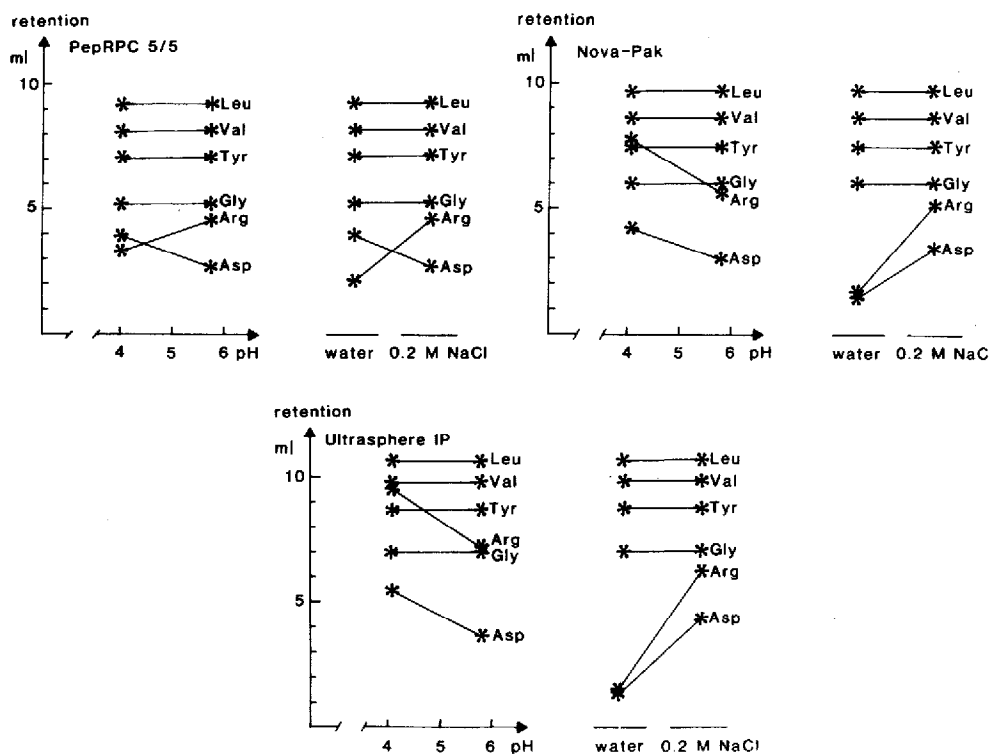 retention
ml PepRPC 5/5
10
Leu Leu
Val Val
Tyr Tyr
Gly Gly
5
Arg Arg
Asp Asp
4 5 6 pH water 0.2 M NaCl
retention
ml Nova-Pak
10
Leu Leu
Val Val
Tyr Tyr
Gly Gly
5
Arg Arg
Asp Asp
4 5 6 pH water 0.2 M NaC
retention
ml Ultrasphere IP
Leu Leu
10
Val Val
Tyr Tyr
Arg
Gly Gly
Arg
5
Asp Asp
4 5 6 pH water 0.2 M NaCl